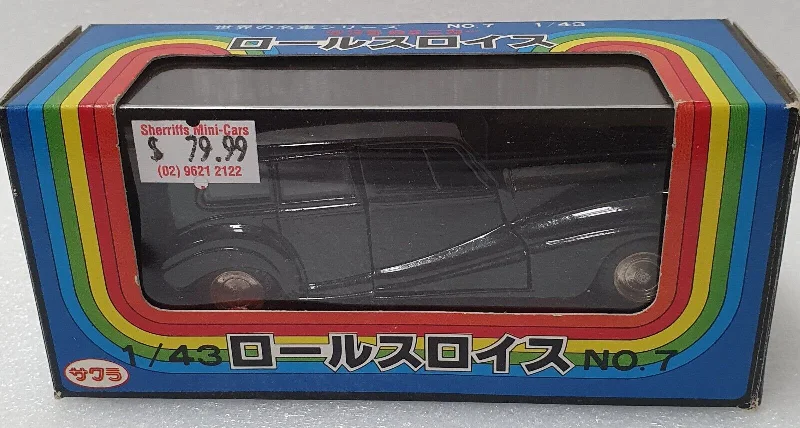 世界の名車シリーズ NO.7 1/43
ロールスロイス
Sherriffs Mini-Cars
$ 79.99
(02) 9621 2122
1/43 ロールスロイス NO.7
サクラ